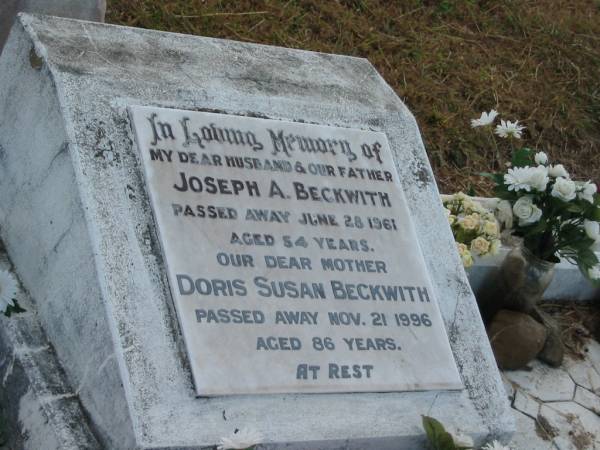 In Loving Memory of
MY DEAR HUSBAND & OUR FATHER
JOSEPH A. BECKWITH
PASSED AWAY JUNE 28 1961
AGED 54 YEARS.
OUR DEAR MOTHER
DORIS SUSAN BECKWITH
PASSED AWAY NOV. 21 1996
AGED 86 YEARS.
AT REST